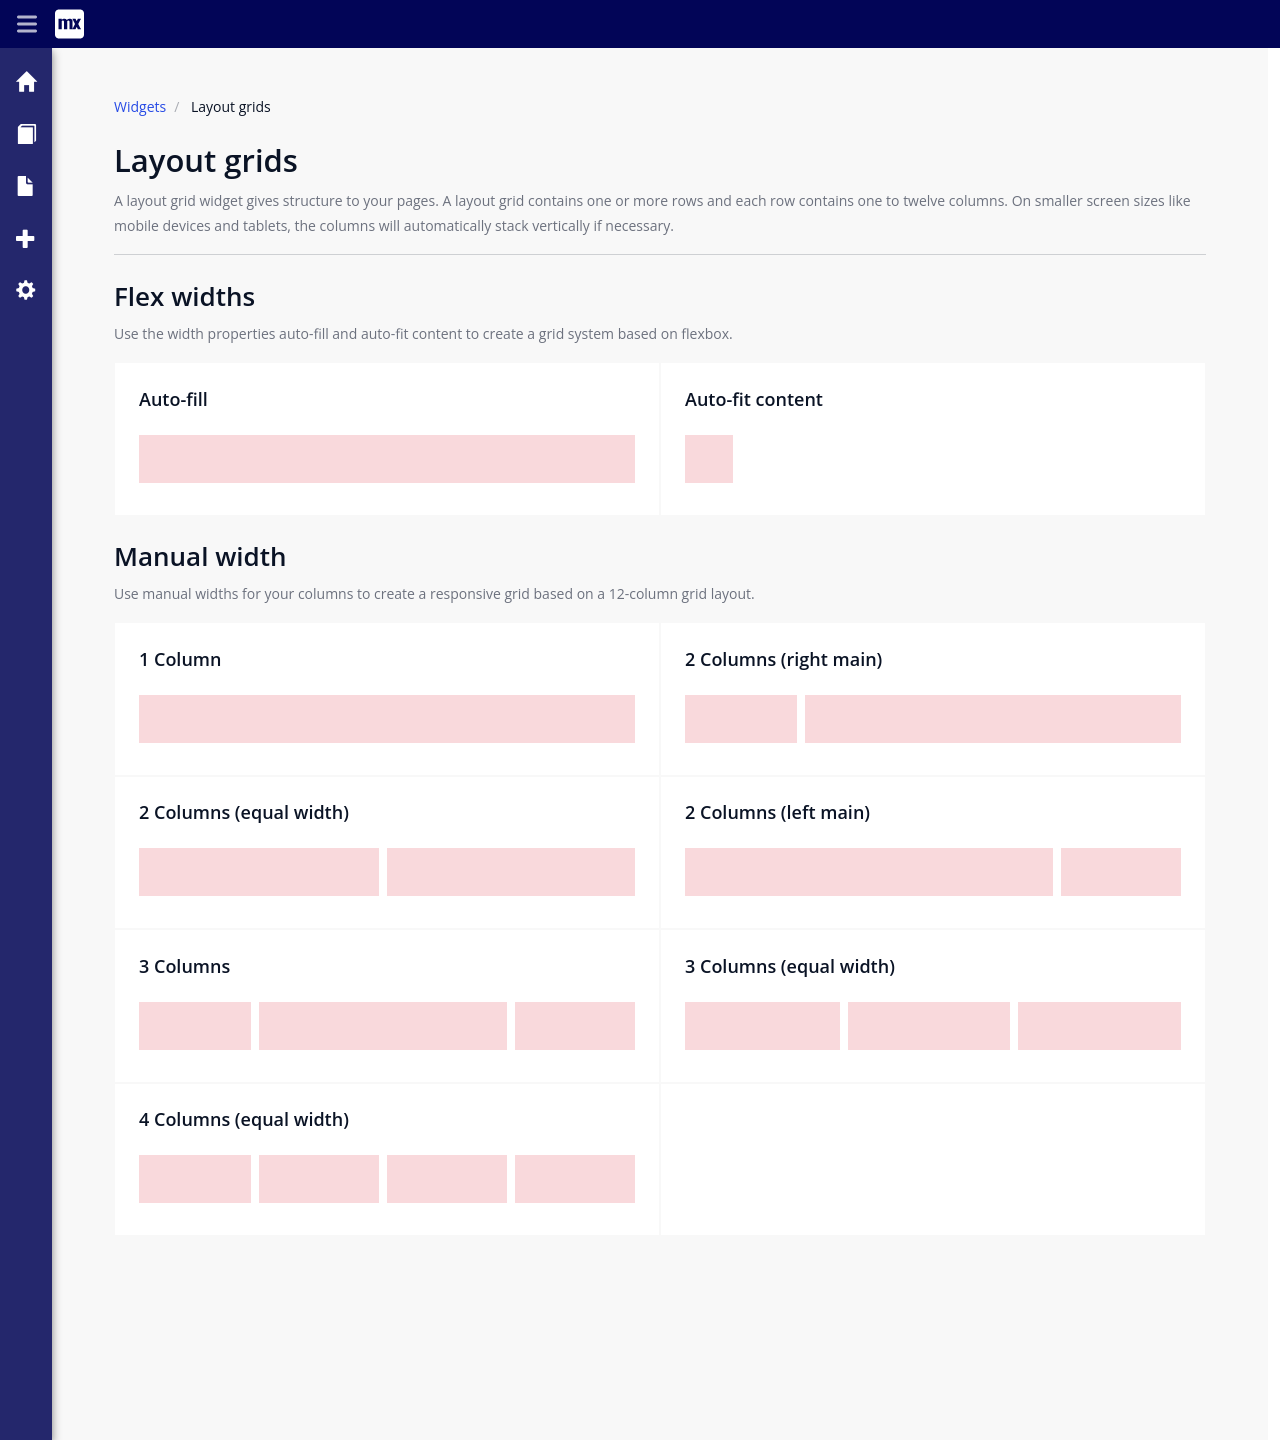 mx
Widgets / Layout grids
Layout grids
A layout grid widget gives structure to your pages. A layout grid contains one or more rows and each row contains one to twelve columns. On smaller screen sizes like
mobile devices and tablets, the columns will automatically stack vertically if necessary.
Flex widths
Use the width properties auto-fill and auto-fit content to create a grid system based on flexbox.
Auto-fill
Auto-fit content
Manual width
Use manual widths for your columns to create a responsive grid based on a 12-column grid layout.
1 Column
2 Columns (right main)
2 Columns (equal width)
2 Columns (left main)
3 Columns
3 Columns (equal width)
4 Columns (equal width)